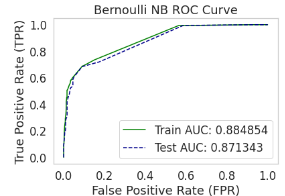 Bernoulli NB ROC Curve
True Positive Rate (TPR)
1.0
0.8
0.6
0.4
0.2
0.0
Train AUC: 0.884854
Test AUC: 0.871343
0.0 0.2 0.4 0.6 0.8 1.0
False Positive Rate (FPR)